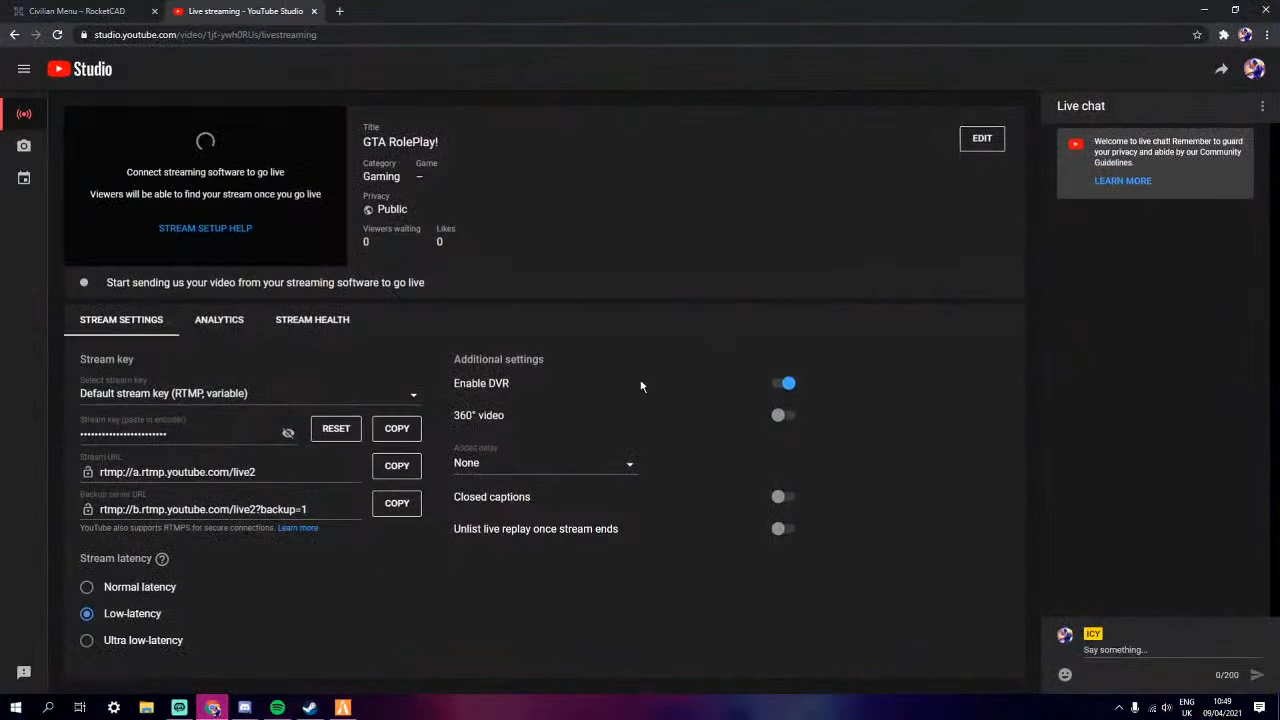 Civilian Menu – RocketCAD
Live streaming - YouTube Studio
studio.youtube.com/video/1jt-ywh0RUs/livestreaming
Studio
Connect streaming software to go live
Viewers will be able to find your stream once you go live
STREAM SETUP HELP
Title
GTA RolePlay!
Category Game
Gaming –
Privacy
Public
Viewers waiting Likes
0 0
EDIT
Start sending us your video from your streaming software to go live
STREAM SETTINGS ANALYTICS STREAM HEALTH
Stream key
Select stream key
Default stream key (RTMP, variable)
Stream key (paste in encoder)
••••••••••••••••••••••••
RESET COPY
Stream URL
rtmp://a.rtmp.youtube.com/live2
COPY
Backup server URL
rtmp://b.rtmp.youtube.com/live2?backup=1
COPY
YouTube also supports RTMPS for secure connections. Learn more
Stream latency
Normal latency
Low-latency
Ultra low-latency
Additional settings
Enable DVR
360° video
Added delay
None
Closed captions
Unlist live replay once stream ends
Live chat
Welcome to live chat! Remember to guard
your privacy and abide by our Community
Guidelines.
LEARN MORE
ICY
Say something...
0/200
ENG 10:49
UK 09/04/2021